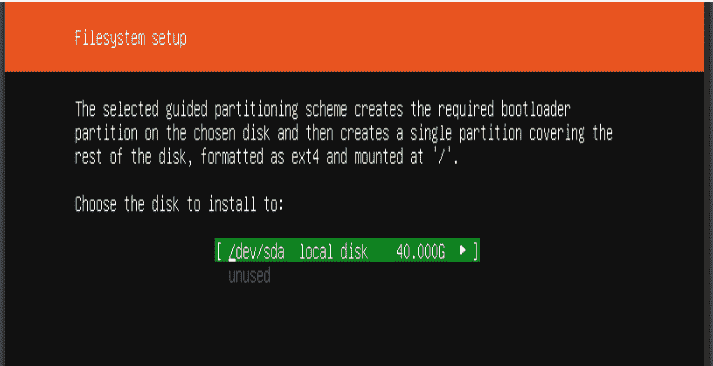 Filesystem setup
The selected guided partitioning scheme creates the required bootloader
partition on the chosen disk and then creates a single partition covering the
rest of the disk, formatted as ext4 and mounted at '/'.
Choose the disk to install to:
[ /dev/sda local disk 40.000G ▸ ]
unused